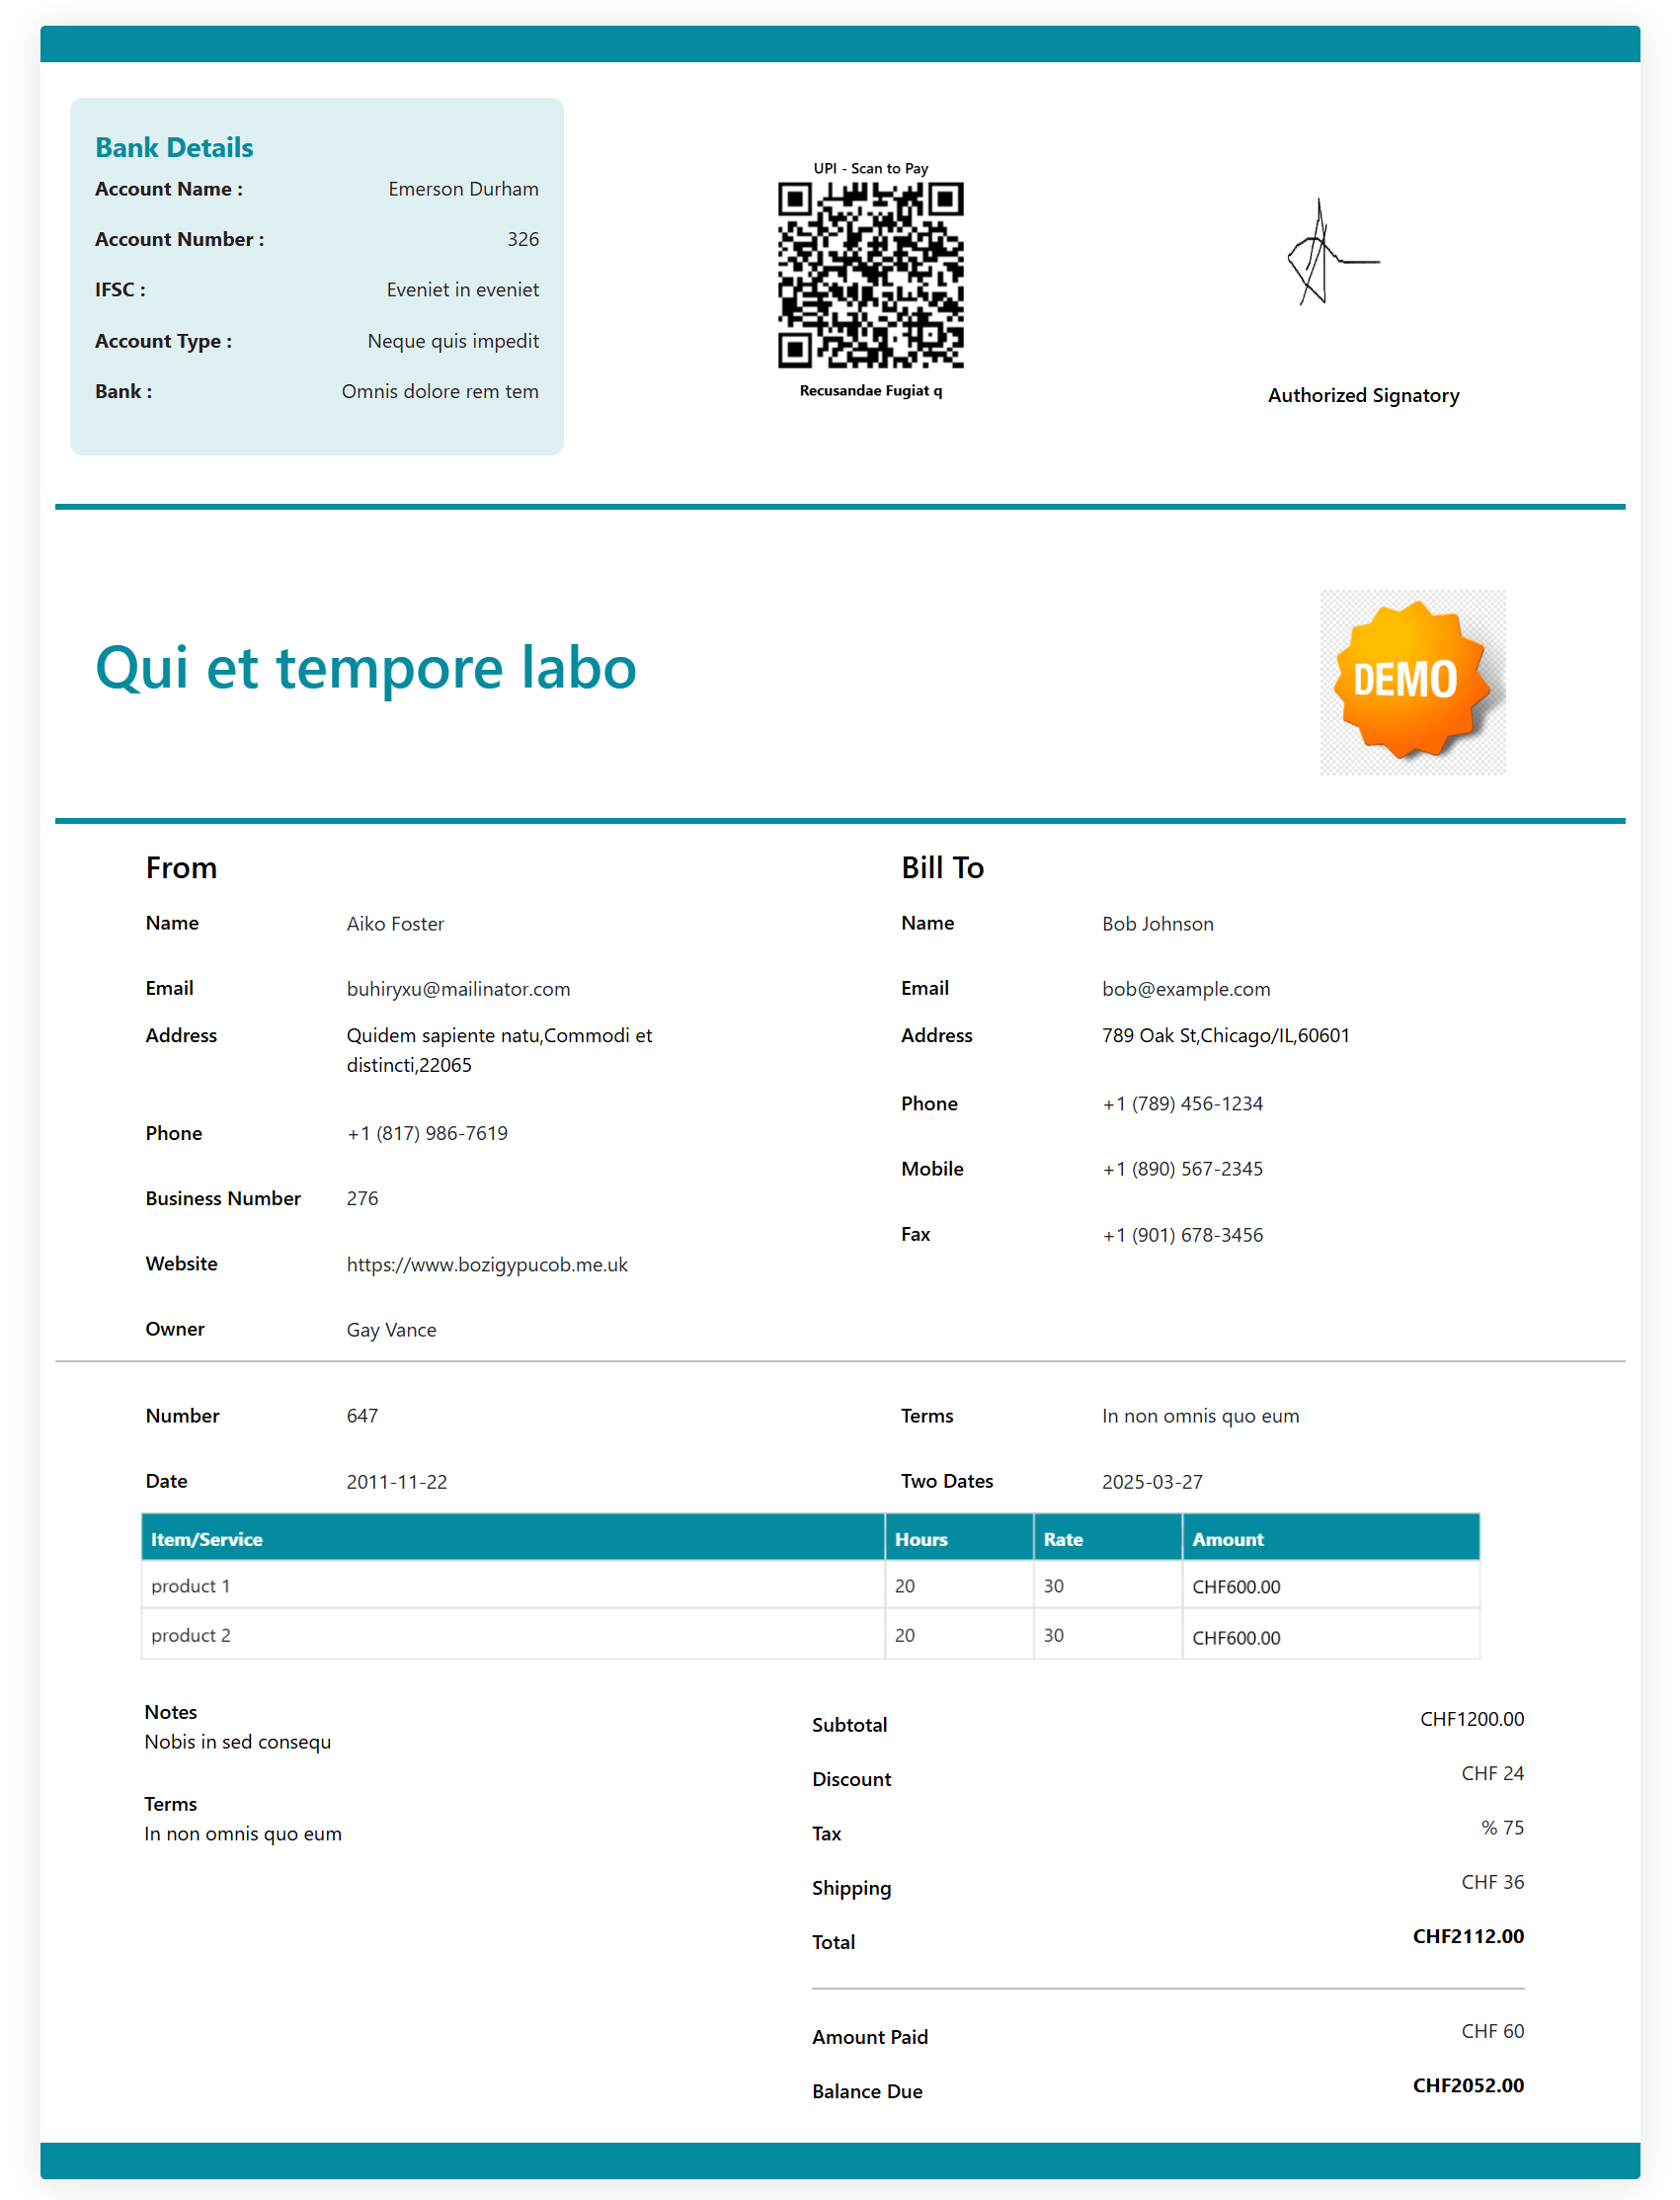 Bank Details
Account Name : Emerson Durham
Account Number : 326
IFSC : Eveniet in eveniet
Account Type : Neque quis impedit
Bank : Omnis dolore rem tem
UPI - Scan to Pay
Recusandae Fugiat q
Authorized Signatory
Qui et tempore labo
DEMO
From
Name Aiko Foster
Email buhiryxu@mailinator.com
Address Quidem sapiente natu,Commodi et
distincti,22065
Phone +1 (817) 986-7619
Business Number 276
Website https://www.bozigypucob.me.uk
Owner Gay Vance
Bill To
Name Bob Johnson
Email bob@example.com
Address 789 Oak St,Chicago/IL,60601
Phone +1 (789) 456-1234
Mobile +1 (890) 567-2345
Fax +1 (901) 678-3456
Number 647
Date 2011-11-22
Terms In non omnis quo eum
Two Dates 2025-03-27
Item/Service Hours Rate Amount
product 1 20 30 CHF600.00
product 2 20 30 CHF600.00
Notes
Nobis in sed consequ
Terms
In non omnis quo eum
Subtotal CHF1200.00
Discount CHF 24
Tax % 75
Shipping CHF 36
Total CHF2112.00
Amount Paid CHF 60
Balance Due CHF2052.00